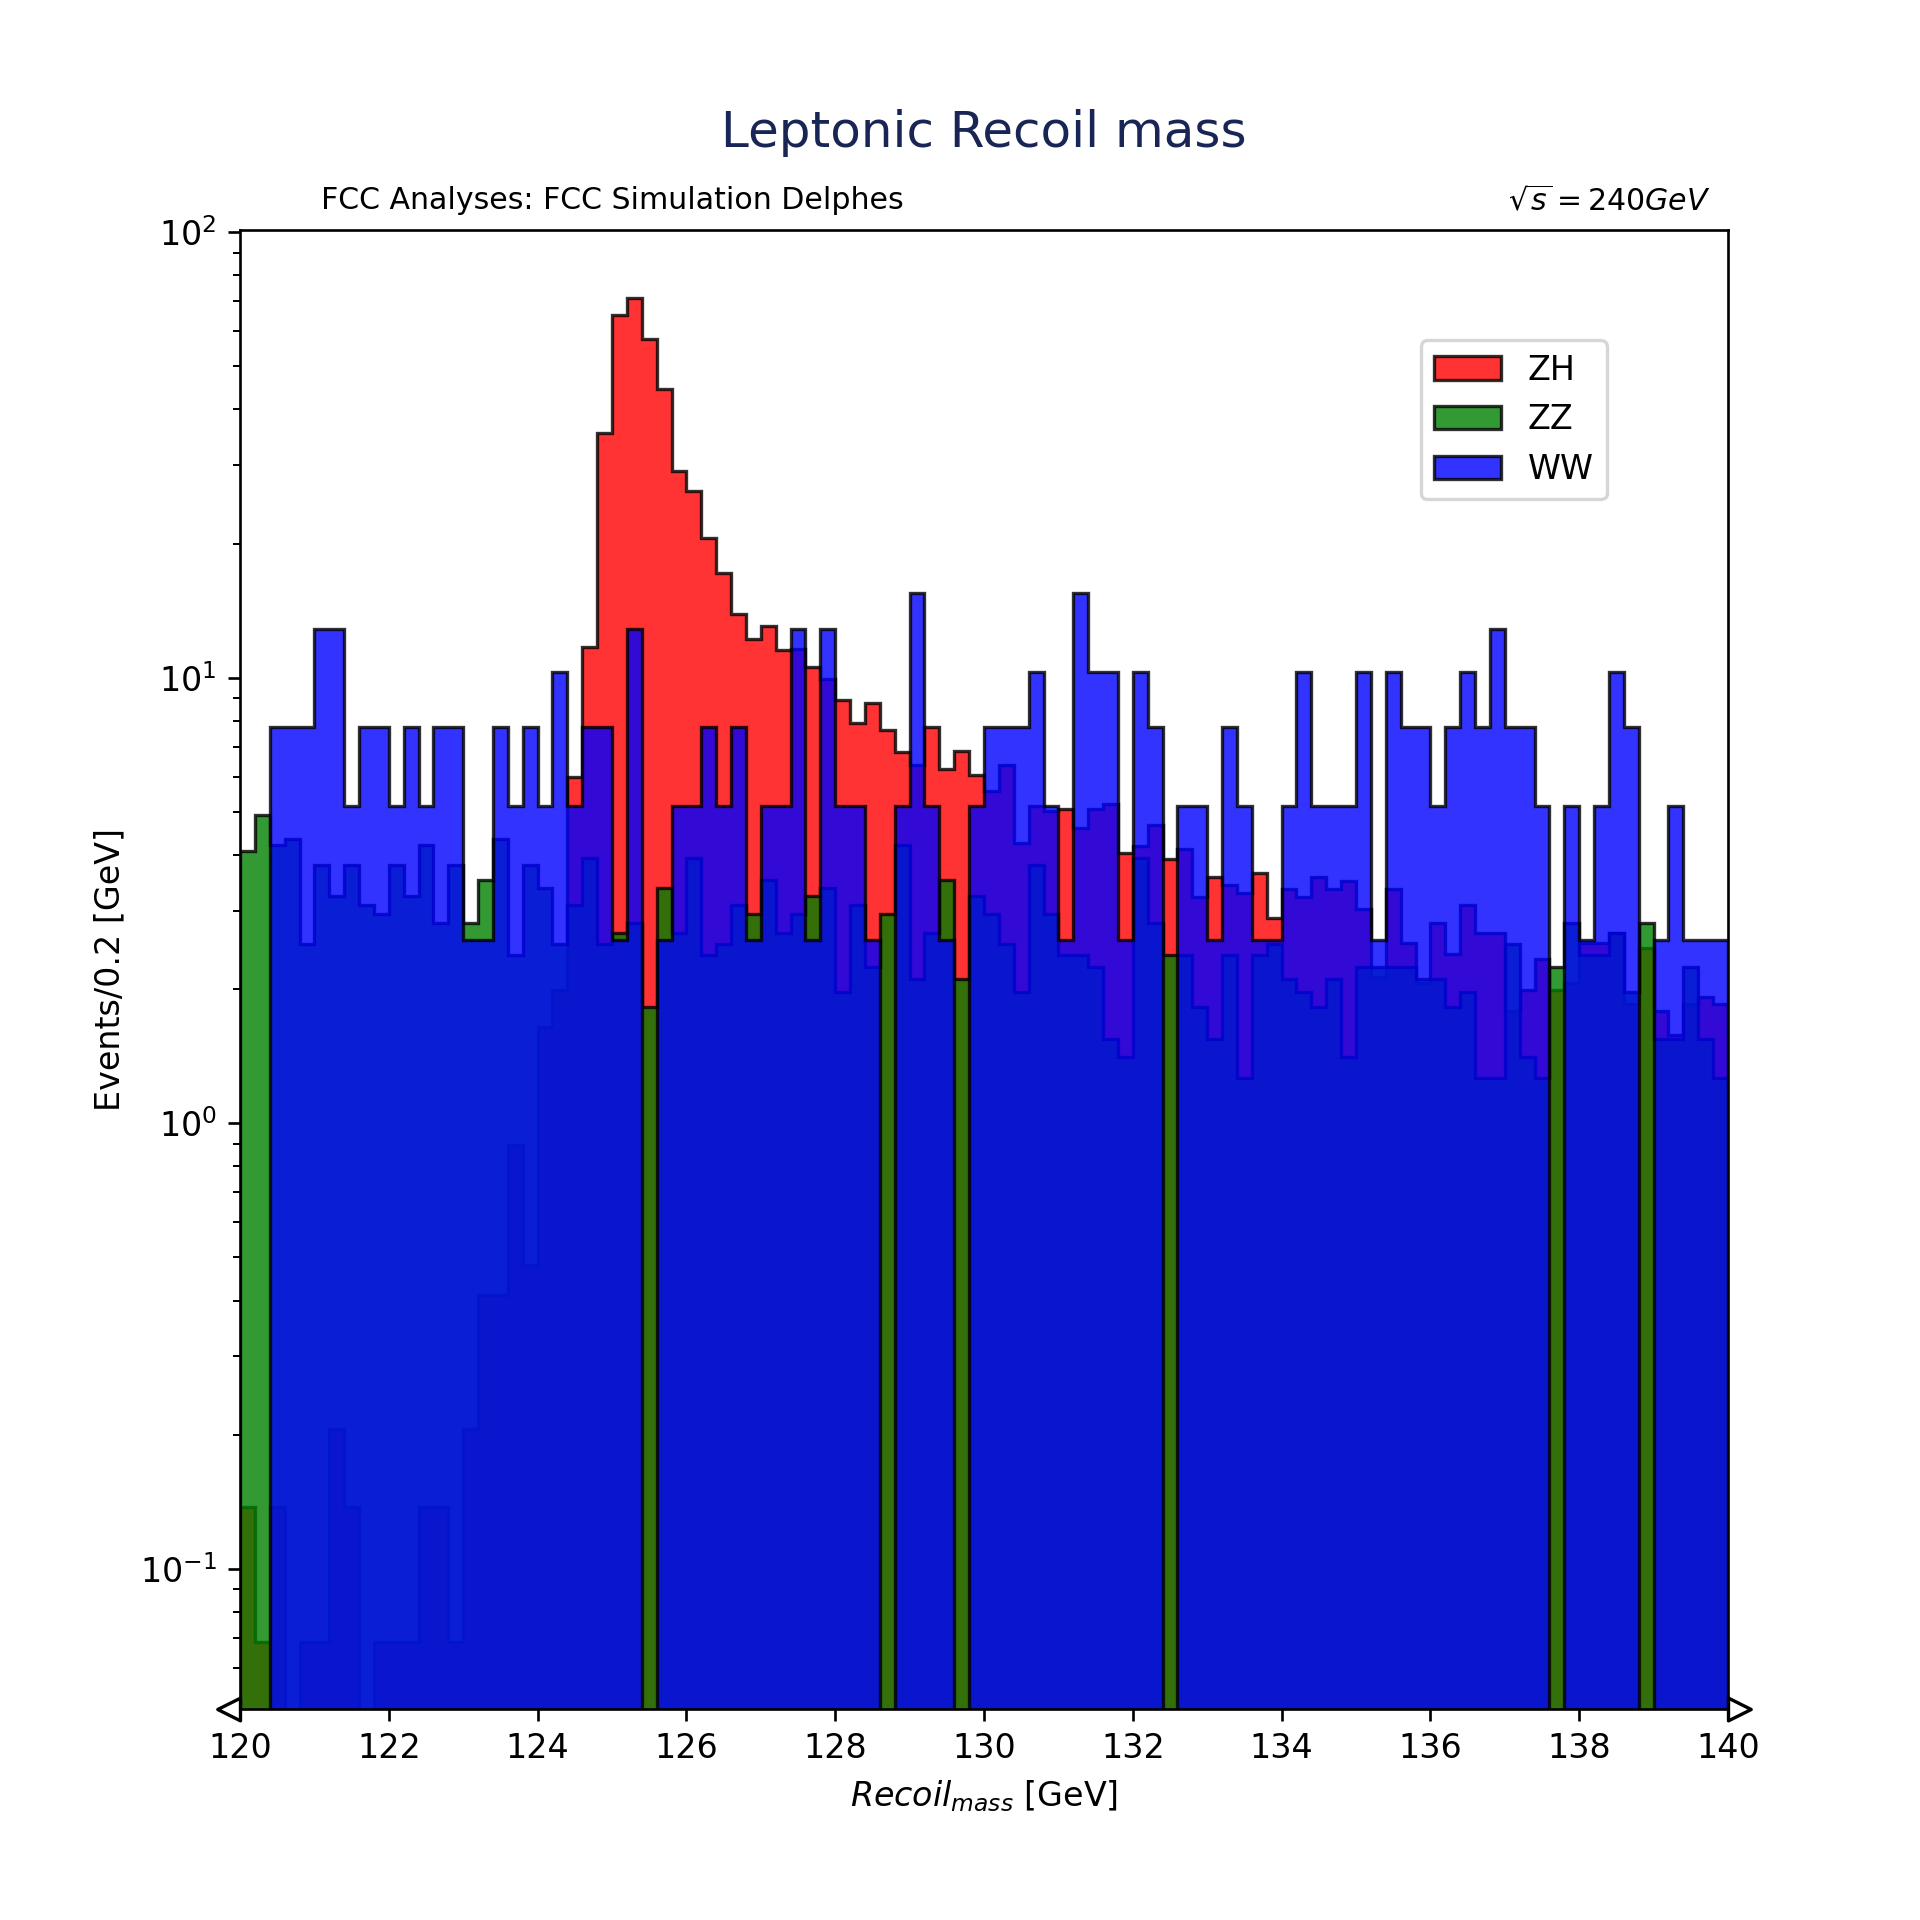 Leptonic Recoil mass
FCC Analyses: FCC Simulation Delphes
√s = 240GeV
10²
10¹
10⁰
10⁻¹
Events/0.2 [GeV]
ZH
ZZ
WW
120 122 124 126 128 130 132 134 136 138 140
Recoil_mass [GeV]